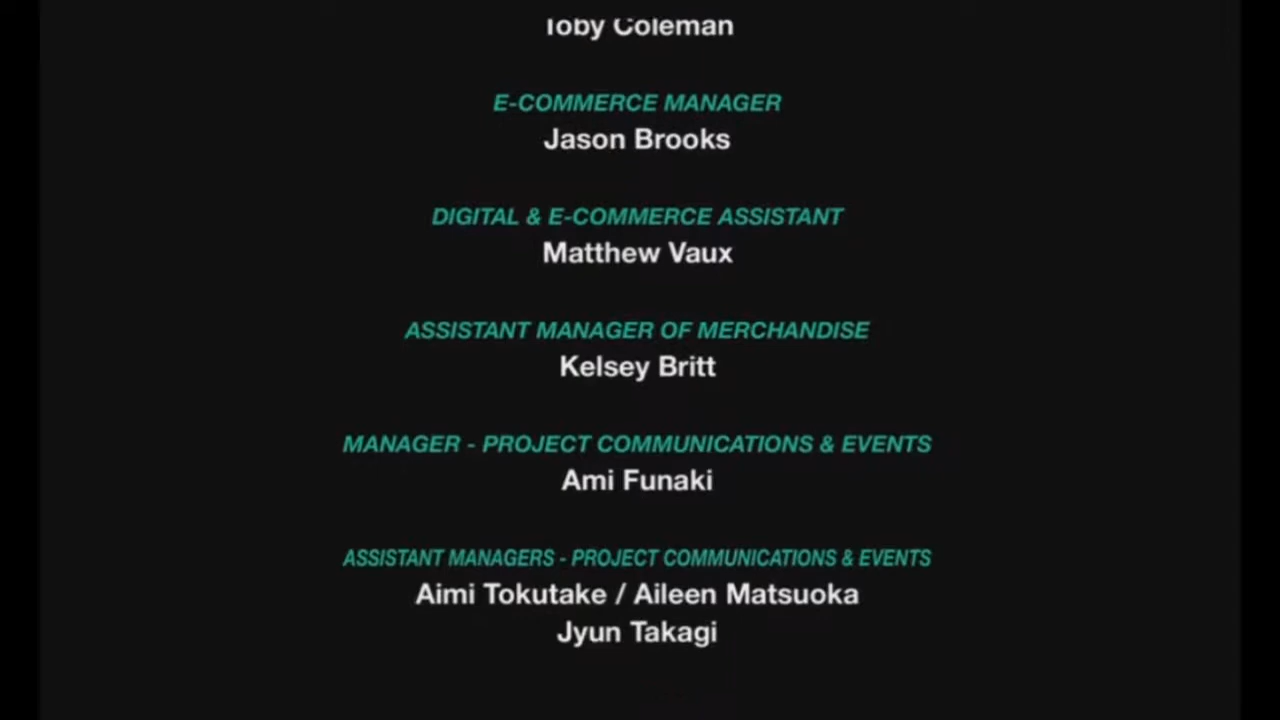 Toby Coleman
E-COMMERCE MANAGER
Jason Brooks
DIGITAL & E-COMMERCE ASSISTANT
Matthew Vaux
ASSISTANT MANAGER OF MERCHANDISE
Kelsey Britt
MANAGER - PROJECT COMMUNICATIONS & EVENTS
Ami Funaki
ASSISTANT MANAGERS - PROJECT COMMUNICATIONS & EVENTS
Aimi Tokutake / Aileen Matsuoka
Jyun Takagi